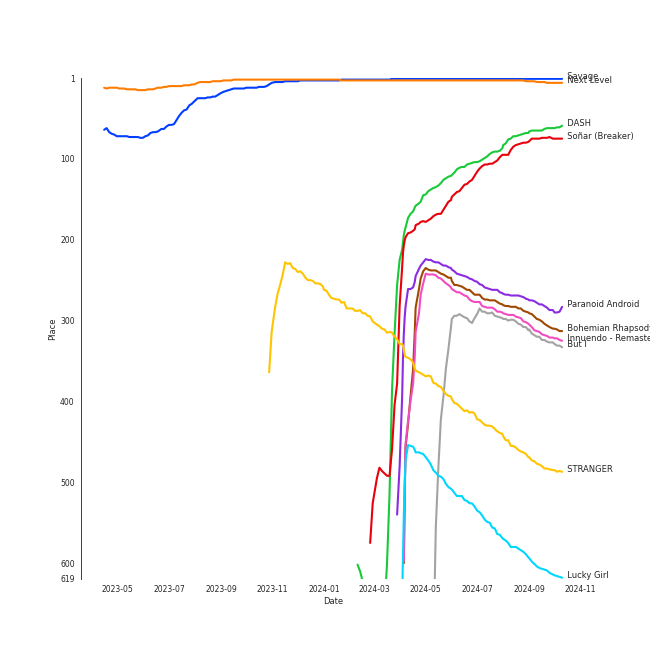 1
100
200
300
400
500
600
619
Place
2023-05
2023-07
2023-09
2023-11
2024-01
2024-03
2024-05
2024-07
2024-09
2024-11
Date
Savage
Next Level
DASH
Soñar (Breaker)
Paranoid Android
Bohemian Rhapsod
Innuendo - Remaste
But I
STRANGER
Lucky Girl